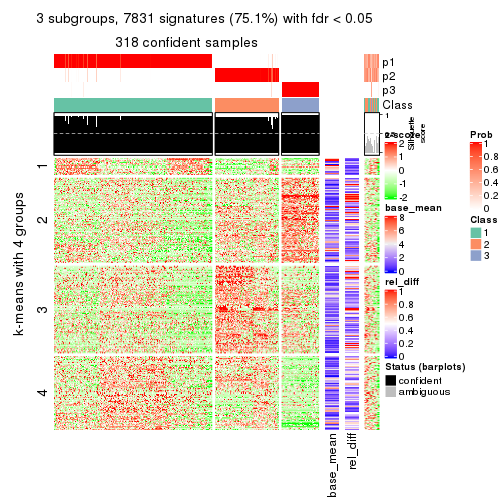 3 subgroups, 7831 signatures (75.1%) with fdr < 0.05
318 confident samples
p1
p2
p3
Class
1
Silhouette
score
k-means with 4 groups
1
2
3
4
base_mean
rel_diff
z-score
2
1
0
-1
-2
base_mean
8
6
4
2
0
rel_diff
1
0.8
0.6
0.4
0.2
0
Status (barplots)
confident
ambiguous
Prob
1
0.8
0.6
0.4
0.2
0
Class
1
2
3